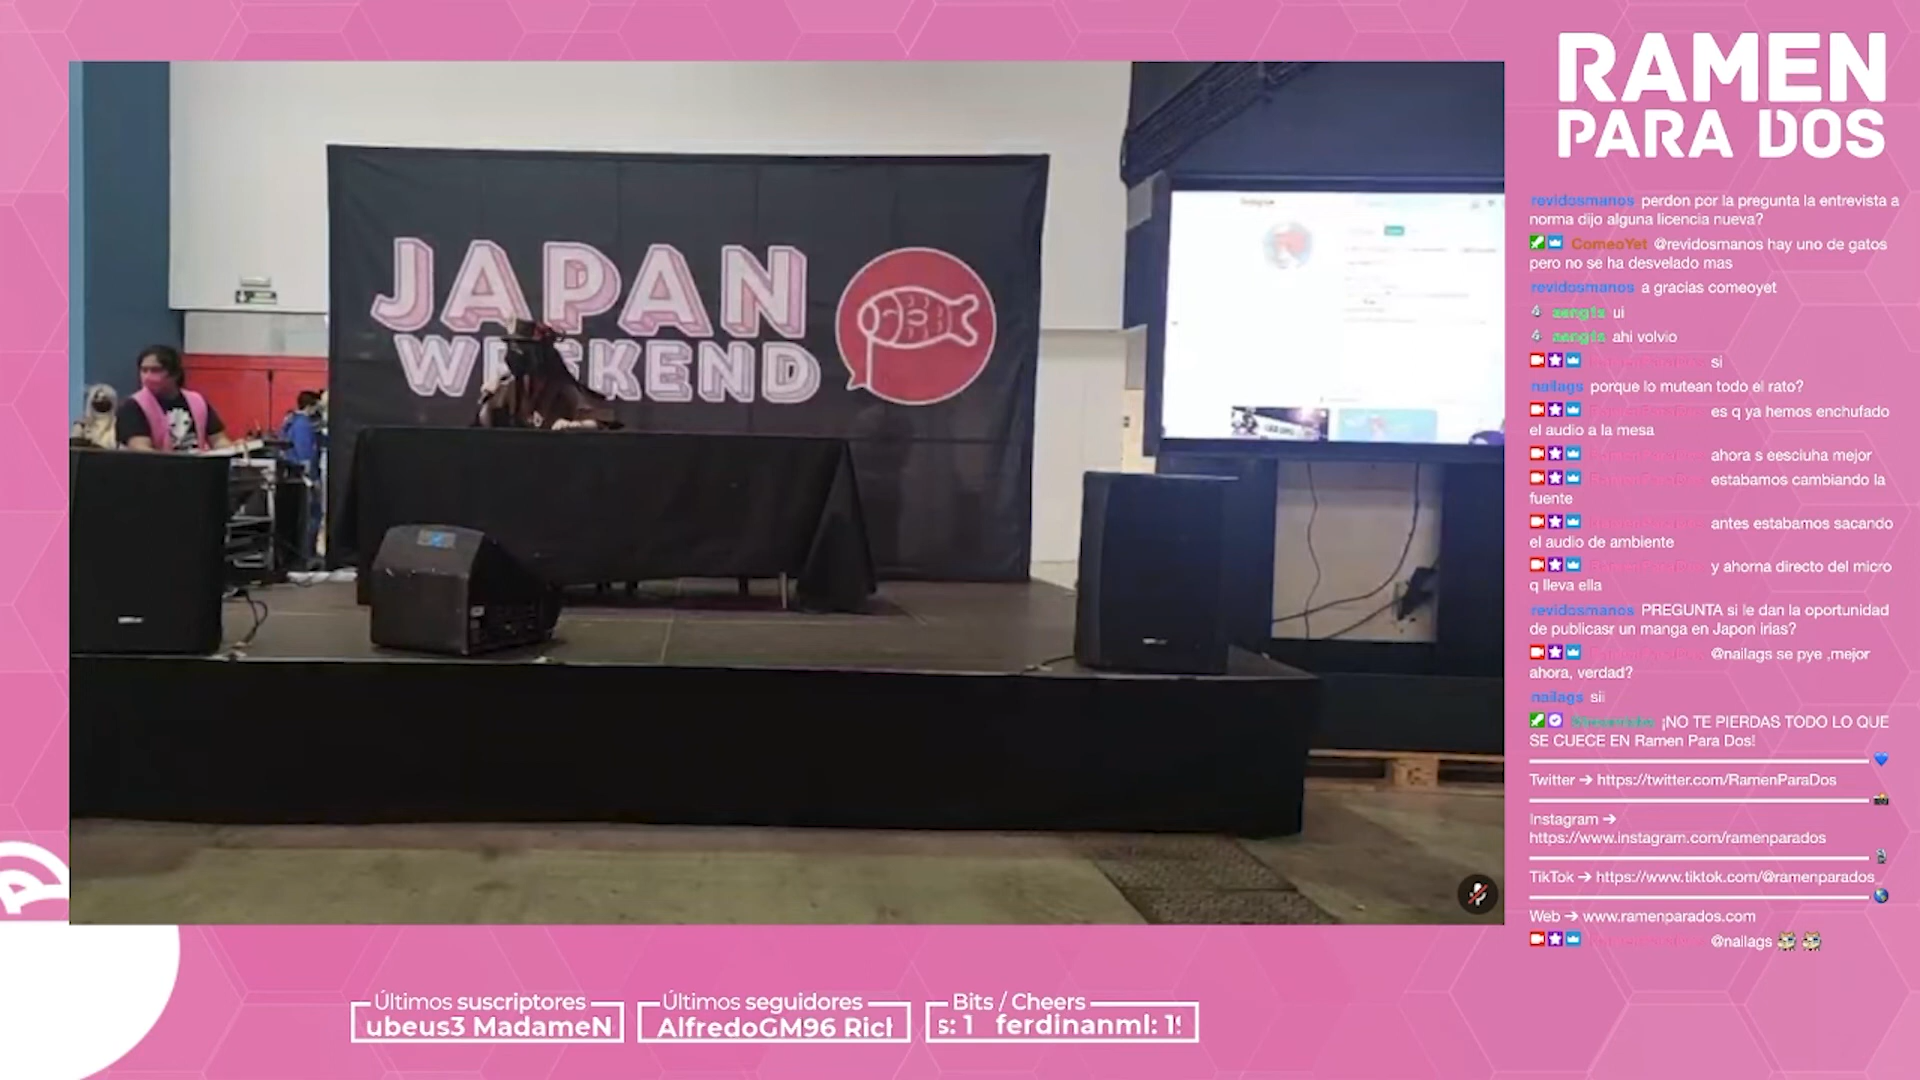 RAMEN
PARA DOS
JAPAN
WEEKEND
revidosmanos perdon por la pregunta la entrevista a
norma dijo alguna licencia nueva?
ComeoYet @revidosmanos hay uno de gatos
pero no se ha desvelado mas
revidosmanos a gracias comeoyet
aang1s ui
aang1s ahi volvio
si
nailags porque lo mutean todo el rato?
es q ya hemos enchufado
el audio a la mesa
ahora s eesciuha mejor
estabamos cambiando la
fuente
antes estabamos sacando
el audio de ambiente
y ahorna directo del micro
q lleva ella
revidosmanos PREGUNTA si le dan la oportunidad
de publicasr un manga en Japon irias?
@nailags se pye ,mejor
ahora, verdad?
nailags sii
¡NO TE PIERDAS TODO LO QUE
SE CUECE EN Ramen Para Dos!
Twitter → https://twitter.com/RamenParaDos
Instagram →
https://www.instagram.com/ramenparados
TikTok → https://www.tiktok.com/@ramenparados_
Web → www.ramenparados.com
@nailags
Últimos suscriptores
ubeus3 MadameN
Últimos seguidores
AlfredoGM96 Rich
Bits / Cheers
s: 1 ferdinanml: 1